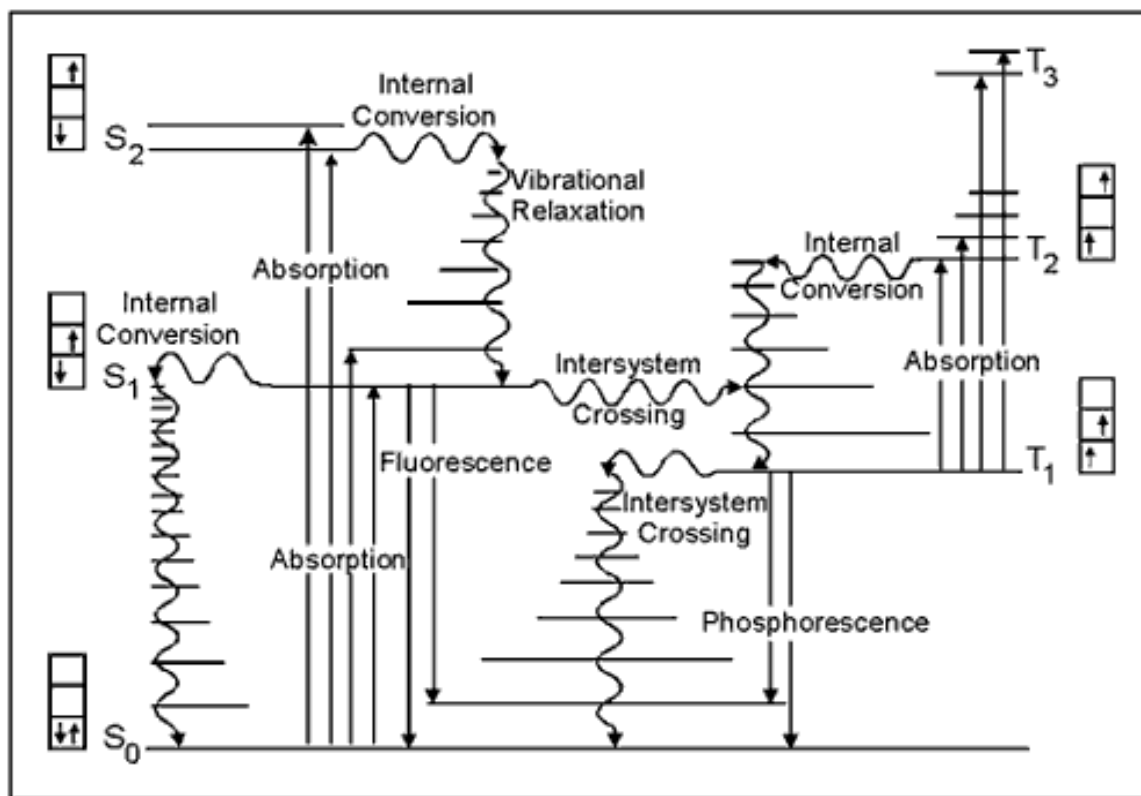 T3
Internal
Conversion
S2
Vibrational
Relaxation
Absorption
Internal
Conversion
T2
Internal
Conversion
S1
Intersystem
Crossing
Absorption
Fluorescence
T1
Intersystem
Crossing
Absorption
Phosphorescence
S0